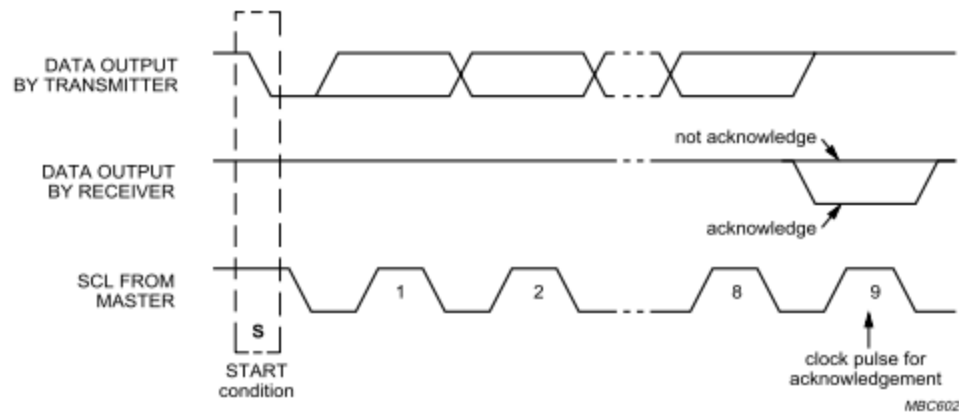 DATA OUTPUT
BY TRANSMITTER
not acknowledge
DATA OUTPUT
BY RECEIVER
acknowledge
SCL FROM
MASTER
1
2
8
9
S
START
condition
clock pulse for
acknowledgement
MBC602